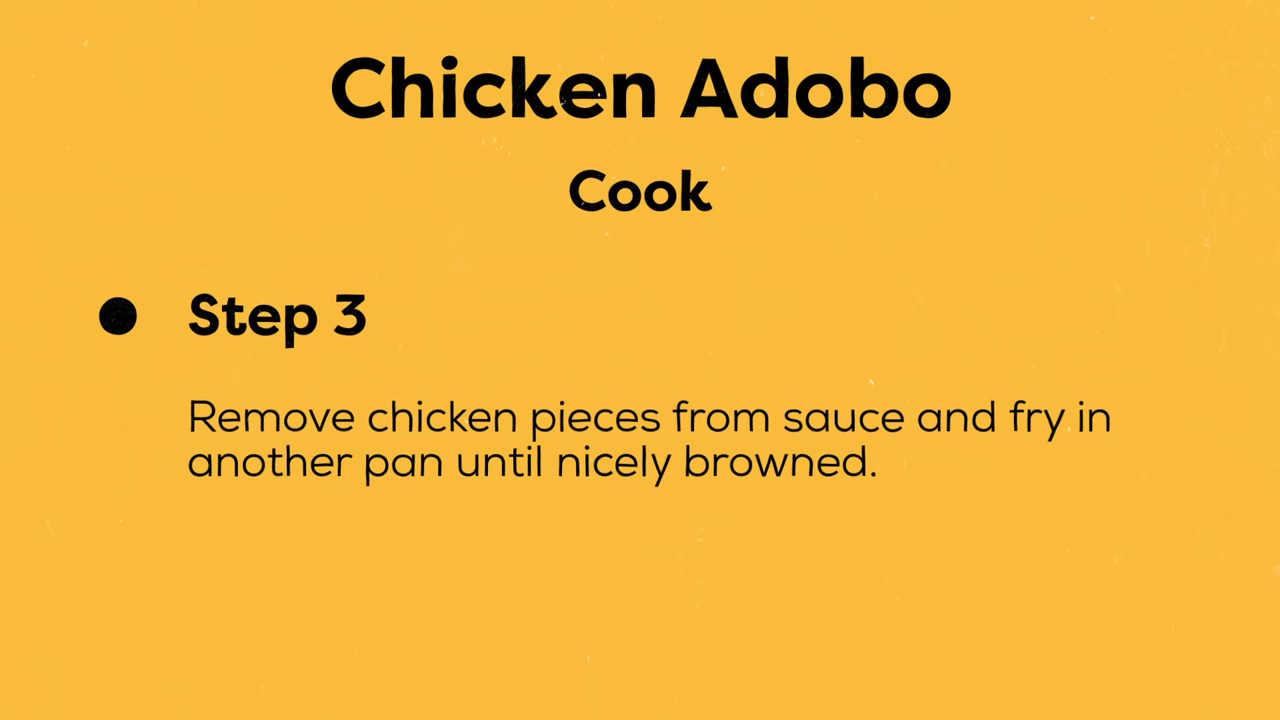 Chicken Adobo
Cook
● Step 3
Remove chicken pieces from sauce and fry in
another pan until nicely browned.